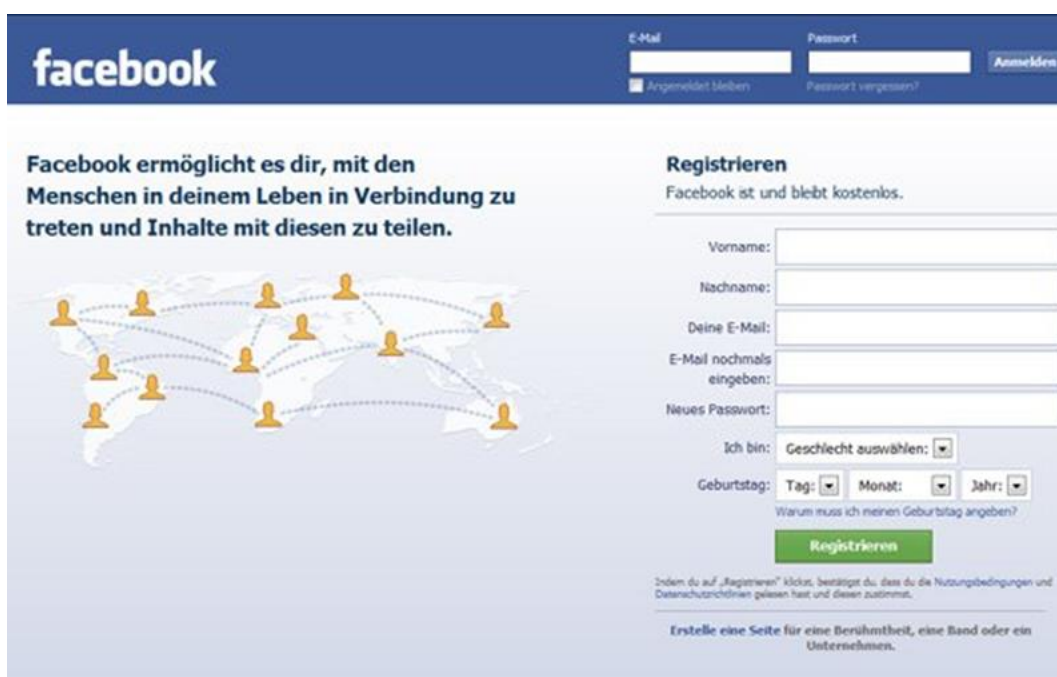 facebook
E-Mail
Passwort
Anmelden
Angemeldet bleiben
Passwort vergessen?
Facebook ermöglicht es dir, mit den
Menschen in deinem Leben in Verbindung zu
treten und Inhalte mit diesen zu teilen.
Registrieren
Facebook ist und bleibt kostenlos.
Vorname:
Nachname:
Deine E-Mail:
E-Mail nochmals
eingeben:
Neues Passwort:
Ich bin: Geschlecht auswählen:
Geburtstag: Tag: Monat: Jahr:
Warum muss ich meinen Geburtstag angeben?
Registrieren
Indem du auf „Registrieren" klickst, bestätigst du, dass du die Nutzungsbedingungen und
Datenschutzrichtlinien gelesen hast und diesen zustimmst.
Erstelle eine Seite für eine Berühmtheit, eine Band oder ein
Unternehmen.